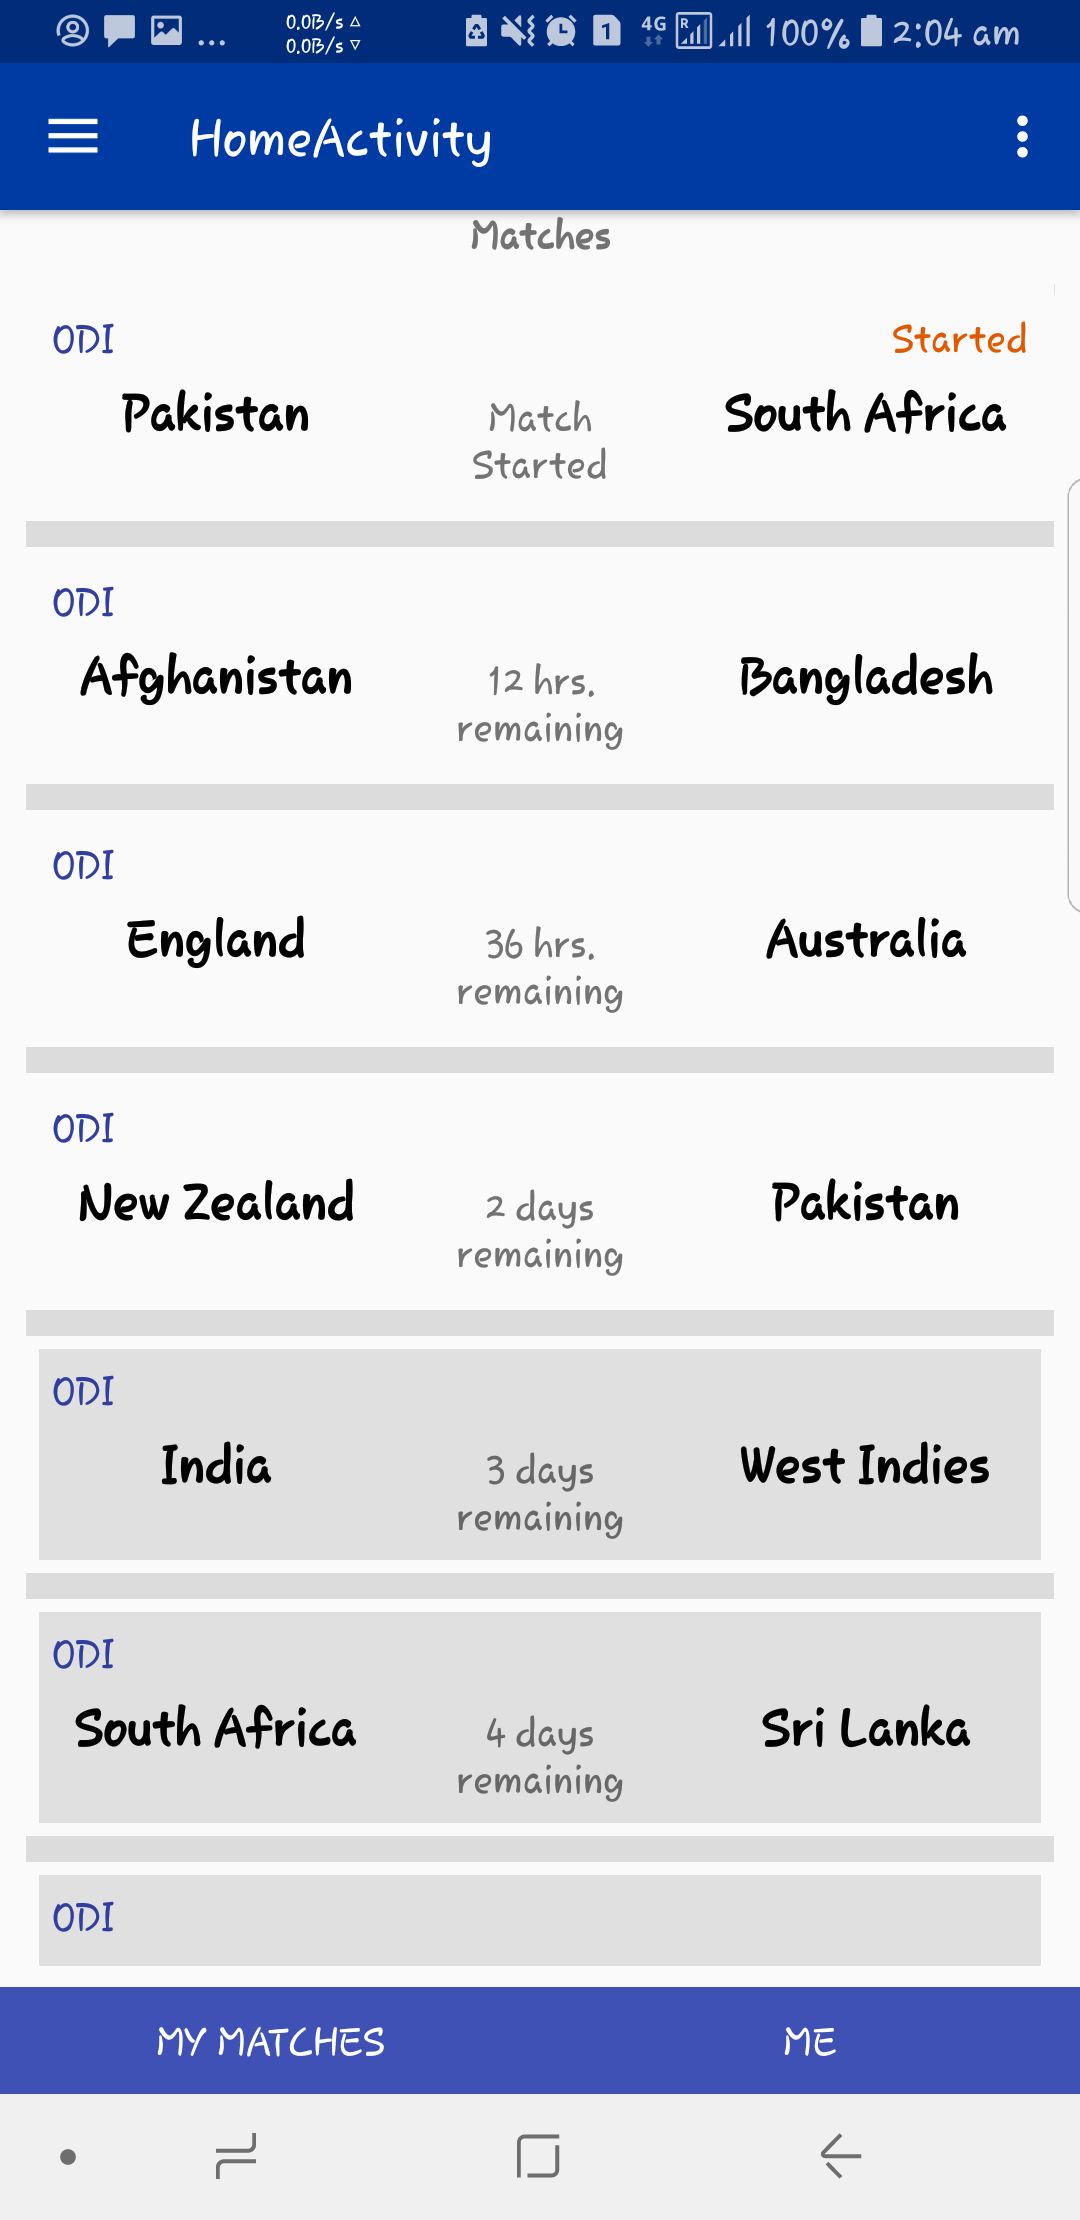 0.0B/s
0.0B/s
4G
R
1
100%
2:04 am
HomeActivity
Matches
ODI
Started
Pakistan
Match
Started
South Africa
ODI
Afghanistan
12 hrs.
remaining
Bangladesh
ODI
England
36 hrs.
remaining
Australia
ODI
New Zealand
2 days
remaining
Pakistan
ODI
India
3 days
remaining
West Indies
ODI
South Africa
4 days
remaining
Sri Lanka
ODI
MY MATCHES
ME